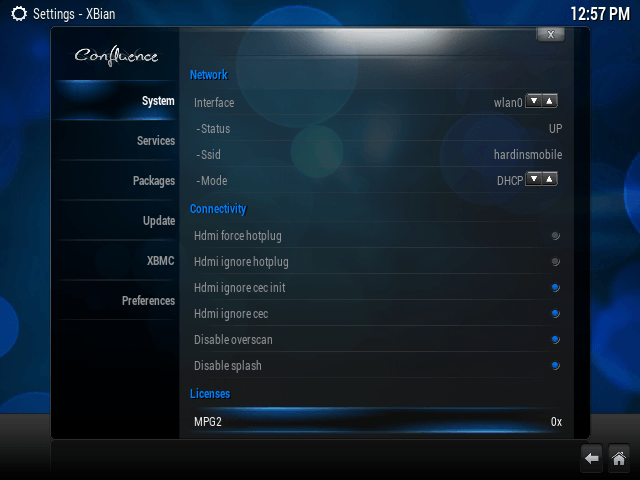 Settings - XBian
12:57 PM
X
Confluence
System
Services
Packages
Update
XBMC
Preferences
Network
Interface wlan0
-Status UP
-Ssid hardinsmobile
-Mode DHCP
Connectivity
Hdmi force hotplug
Hdmi ignore hotplug
Hdmi ignore cec init
Hdmi ignore cec
Disable overscan
Disable splash
Licenses
MPG2 0x